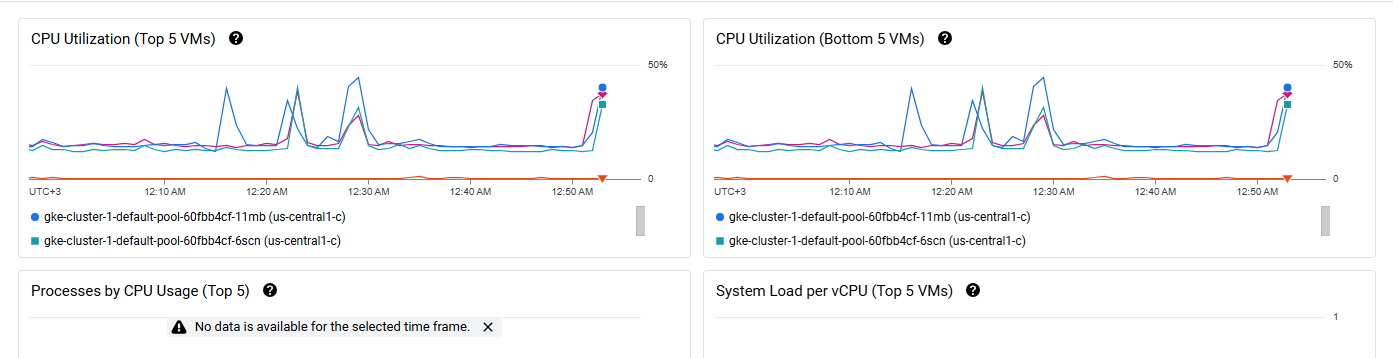 CPU Utilization (Top 5 VMs)
50%
0
UTC+3 12:10 AM 12:20 AM 12:30 AM 12:40 AM 12:50 AM
gke-cluster-1-default-pool-60fbb4cf-11mb (us-central1-c)
gke-cluster-1-default-pool-60fbb4cf-6scn (us-central1-c)
CPU Utilization (Bottom 5 VMs)
50%
0
UTC+3 12:10 AM 12:20 AM 12:30 AM 12:40 AM 12:50 AM
gke-cluster-1-default-pool-60fbb4cf-11mb (us-central1-c)
gke-cluster-1-default-pool-60fbb4cf-6scn (us-central1-c)
Processes by CPU Usage (Top 5)
No data is available for the selected time frame.
System Load per vCPU (Top 5 VMs)
1